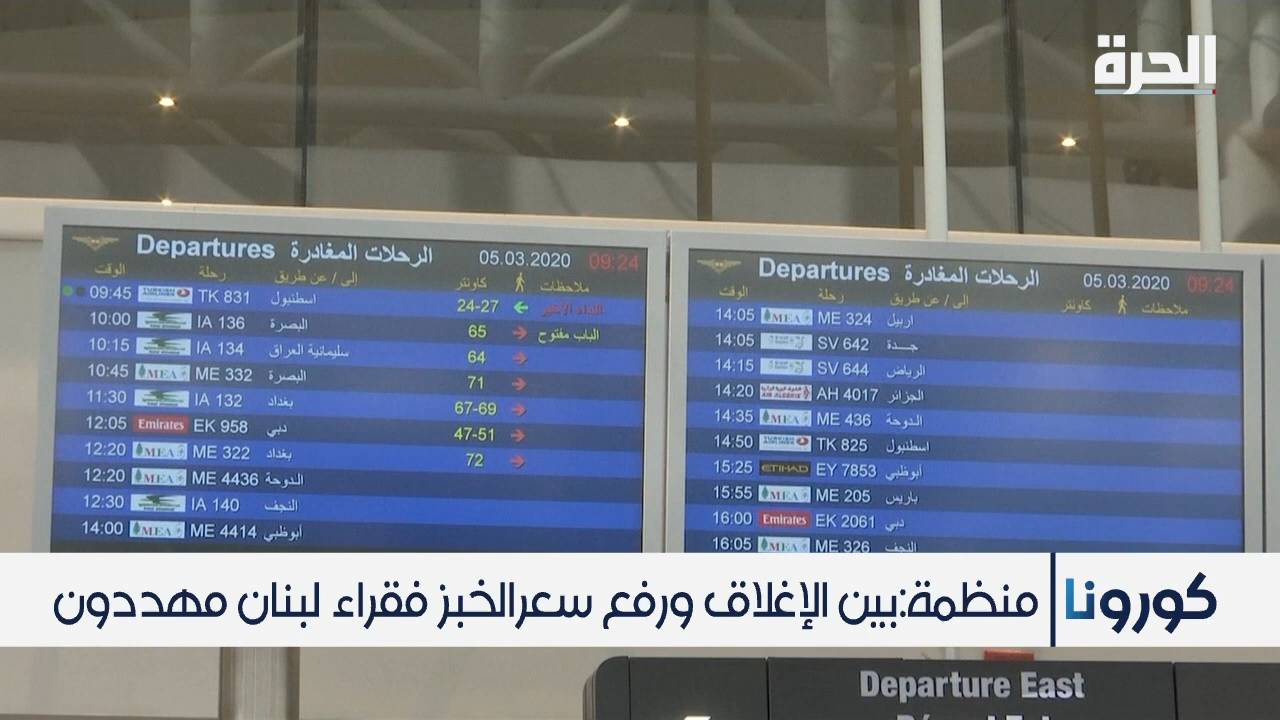 الحرة
Departures الرحلات المغادرة 05.03.2020 09:24
الوقت رحلة إلى / عن طريق كاونتر ملاحظات
09:45 TURKISH AIRLINES TK 831 اسطنبول 24-27 النداء الأخير
10:00 IA 136 البصرة 65 الباب مفتوح
10:15 IA 134 سليمانية العراق 64
10:45 MEA ME 332 البصرة 71
11:30 IA 132 بغداد 67-69
12:05 Emirates EK 958 دبي 47-51
12:20 MEA ME 322 بغداد 72
12:20 MEA ME 4436 الدوحة
12:30 IA 140 النجف
14:00 MEA ME 4414 أبوظبي
Departures الرحلات المغادرة 05.03.2020 09:24
الوقت رحلة إلى / عن طريق كاونتر ملاحظات
14:05 MEA ME 324 اربيل
14:05 SV 642 جدة
14:15 SV 644 الرياض
14:20 AIR ALGERIE AH 4017 الجزائر
14:35 MEA ME 436 الدوحة
14:50 TURKISH AIRLINES TK 825 اسطنبول
15:25 ETIHAD EY 7853 أبوظبي
15:55 MEA ME 205 باريس
16:00 Emirates EK 2061 دبي
16:05 MEA ME 326 النجف
كورونا
منظمة:بين الإغلاق ورفع سعرالخبز فقراء لبنان مهددون
Departure East